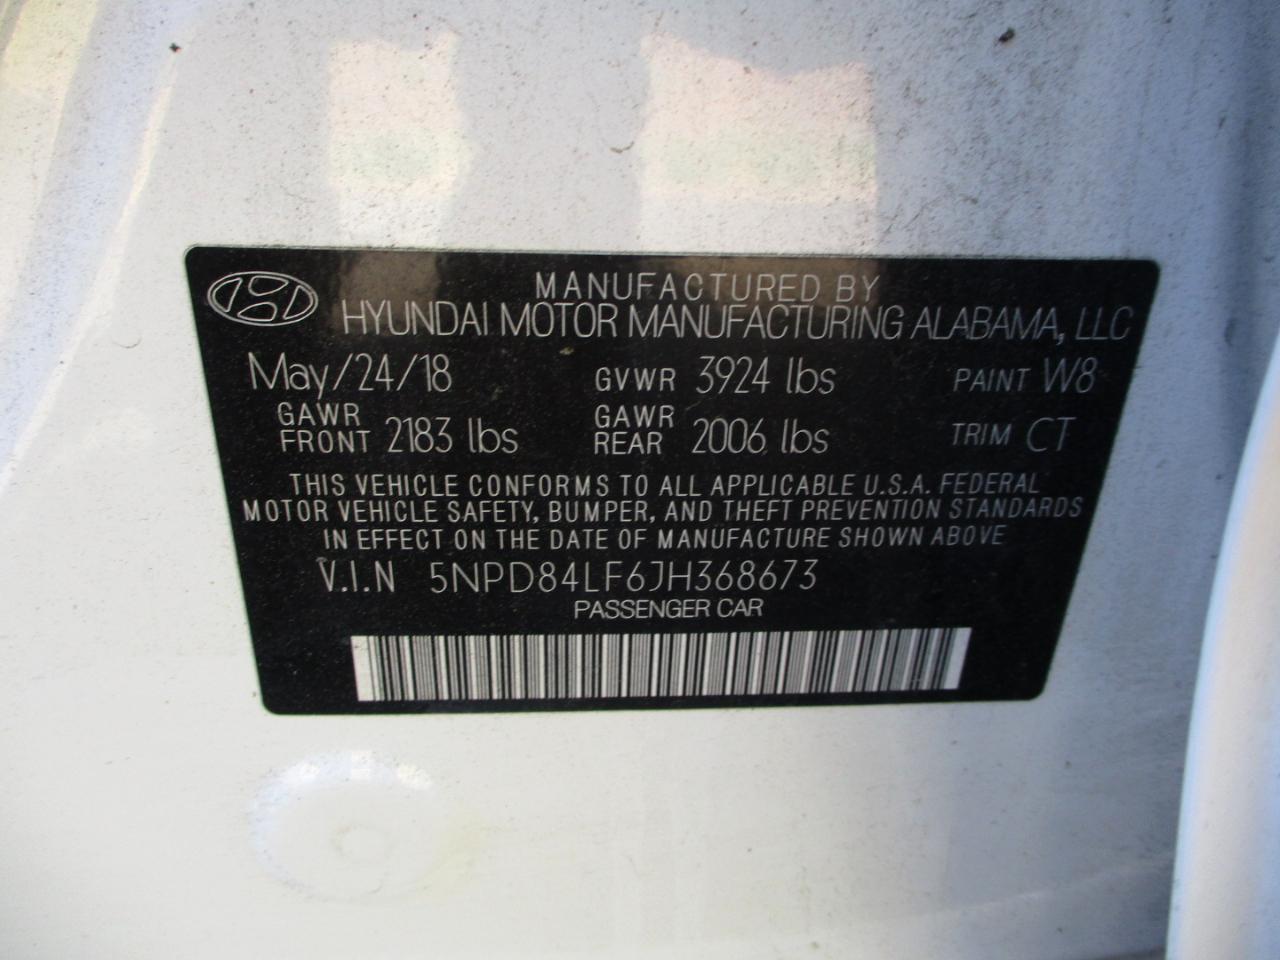 MANUFACTURED BY
HYUNDAI MOTOR MANUFACTURING ALABAMA, LLC
May/24/18 GVWR 3924 lbs PAINT W8
GAWR FRONT 2183 lbs GAWR REAR 2006 lbs TRIM CT
THIS VEHICLE CONFORMS TO ALL APPLICABLE U.S.A. FEDERAL
MOTOR VEHICLE SAFETY, BUMPER, AND THEFT PREVENTION STANDARDS
IN EFFECT ON THE DATE OF MANUFACTURE SHOWN ABOVE
V.I.N 5NPD84LF6JH368673
PASSENGER CAR